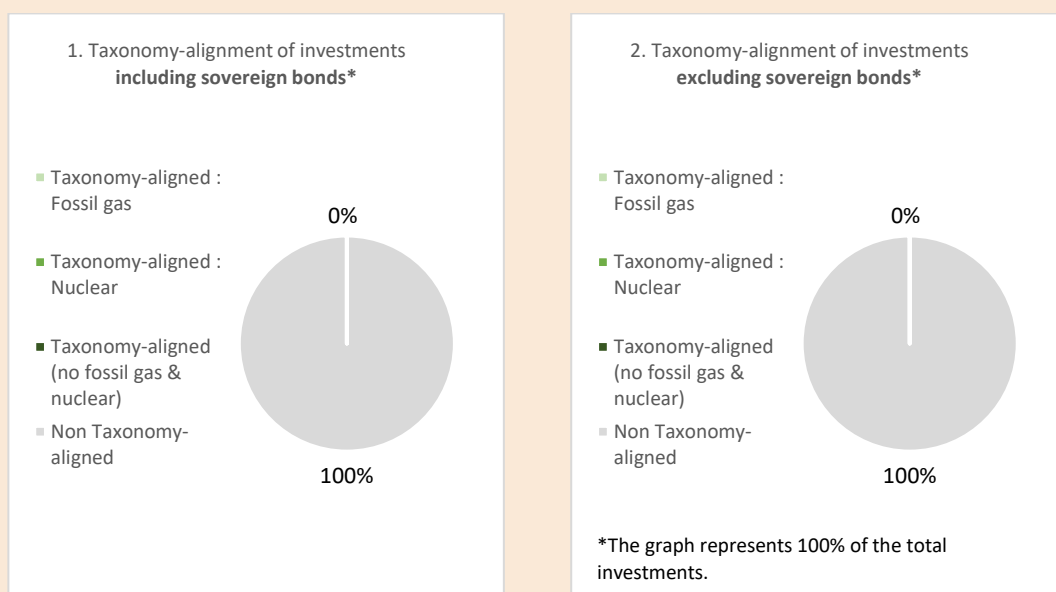 1. Taxonomy-alignment of investments
including sovereign bonds*
Taxonomy-aligned :
Fossil gas
Taxonomy-aligned :
Nuclear
Taxonomy-aligned
(no fossil gas &
nuclear)
Non Taxonomy-
aligned
0%
100%
2. Taxonomy-alignment of investments
excluding sovereign bonds*
Taxonomy-aligned :
Fossil gas
Taxonomy-aligned :
Nuclear
Taxonomy-aligned
(no fossil gas &
nuclear)
Non Taxonomy-
aligned
0%
100%
*The graph represents 100% of the total
investments.